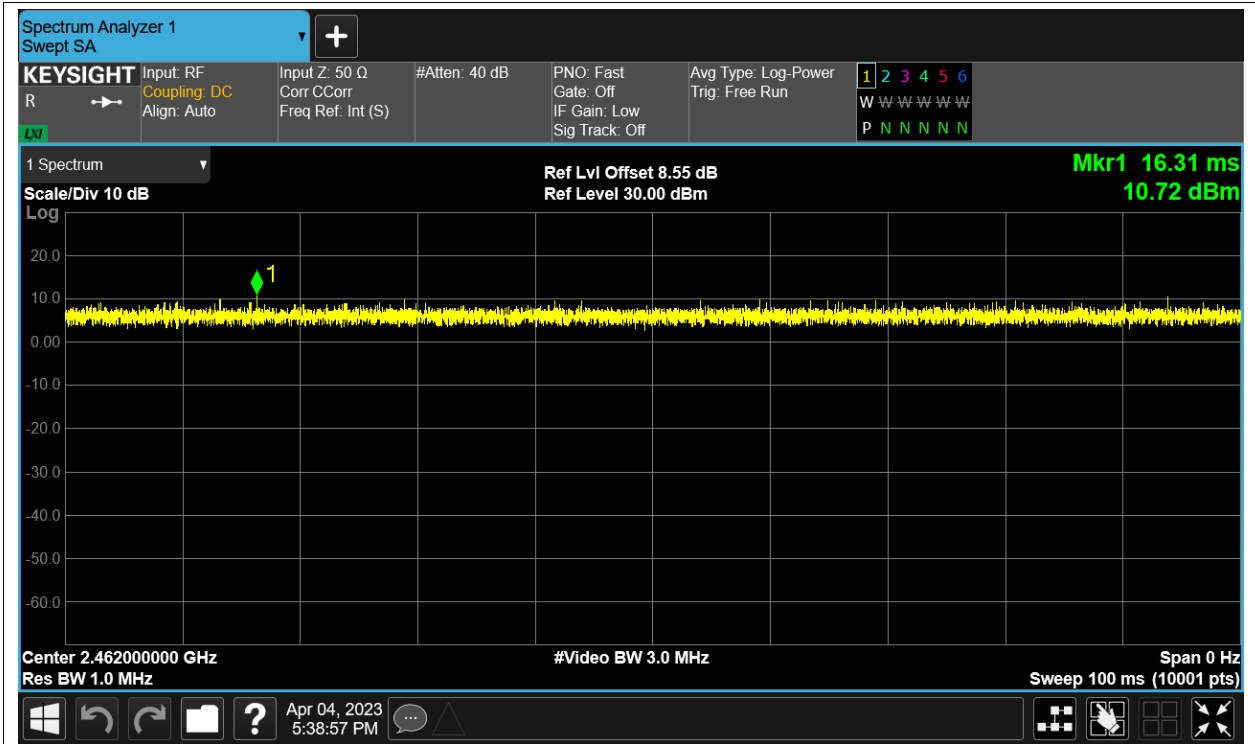 Spectrum Analyzer 1
Swept SA
KEYSIGHT Input: RF Input Z: 50 Ω #Atten: 40 dB PNO: Fast Avg Type: Log-Power 1 2 3 4 5 6
R Coupling: DC Corr CCorr Gate: Off Trig: Free Run W W W W W W
Align: Auto Freq Ref: Int (S) IF Gain: Low
LXI Sig Track: Off P N N N N N
1 Spectrum Ref Lvl Offset 8.55 dB Mkr1 16.31 ms
Scale/Div 10 dB Ref Level 30.00 dBm 10.72 dBm
Log
20.0
1
10.0
0.00
-10.0
-20.0
-30.0
-40.0
-50.0
-60.0
Center 2.462000000 GHz #Video BW 3.0 MHz Span 0 Hz
Res BW 1.0 MHz Sweep 100 ms (10001 pts)
? Apr 04, 2023
5:38:57 PM